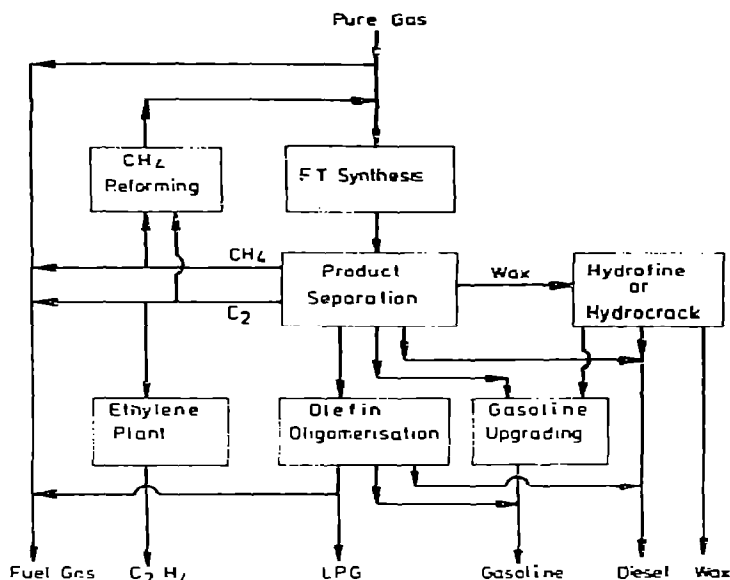 Pure Gas
CH4
Reforming
FT Synthesis
CH4
C2
Product
Separation
Wax
Hydrofine
or
Hydrocrack
Ethylene
Plant
Olefin
Oligomerisation
Gasoline
Upgrading
Fuel Gas
C2 H4
LPG
Gasoline
Diesel
Wax